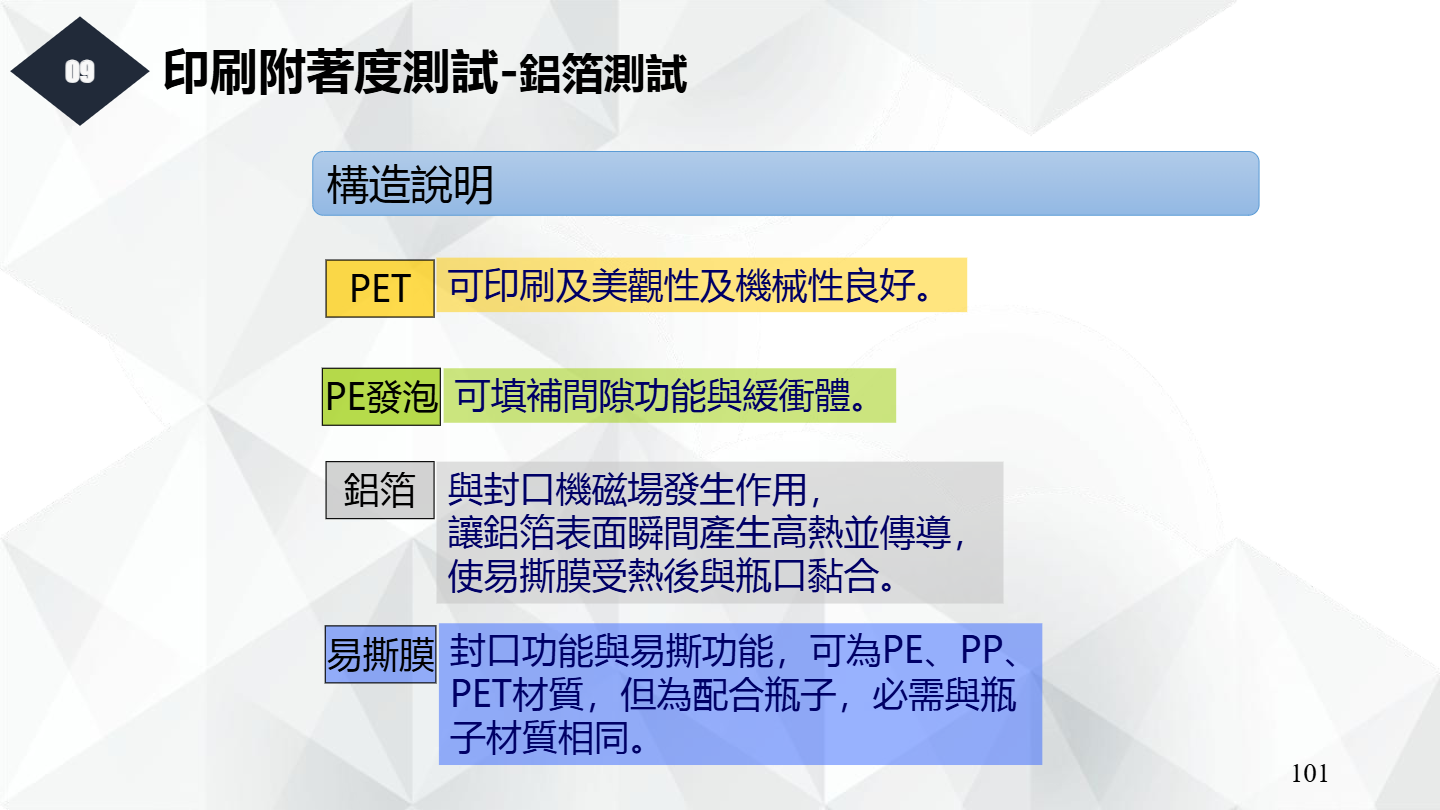 09
印刷附著度測試-鋁箔測試
構造說明
PET
可印刷及美觀性及機械性良好。
PE發泡
可填補間隙功能與緩衝體。
鋁箔
與封口機磁場發生作用，
讓鋁箔表面瞬間產生高熱並傳導，
使易撕膜受熱後與瓶口黏合。
易撕膜
封口功能與易撕功能，可為PE、PP、
PET材質，但為配合瓶子，必需與瓶
子材質相同。
101